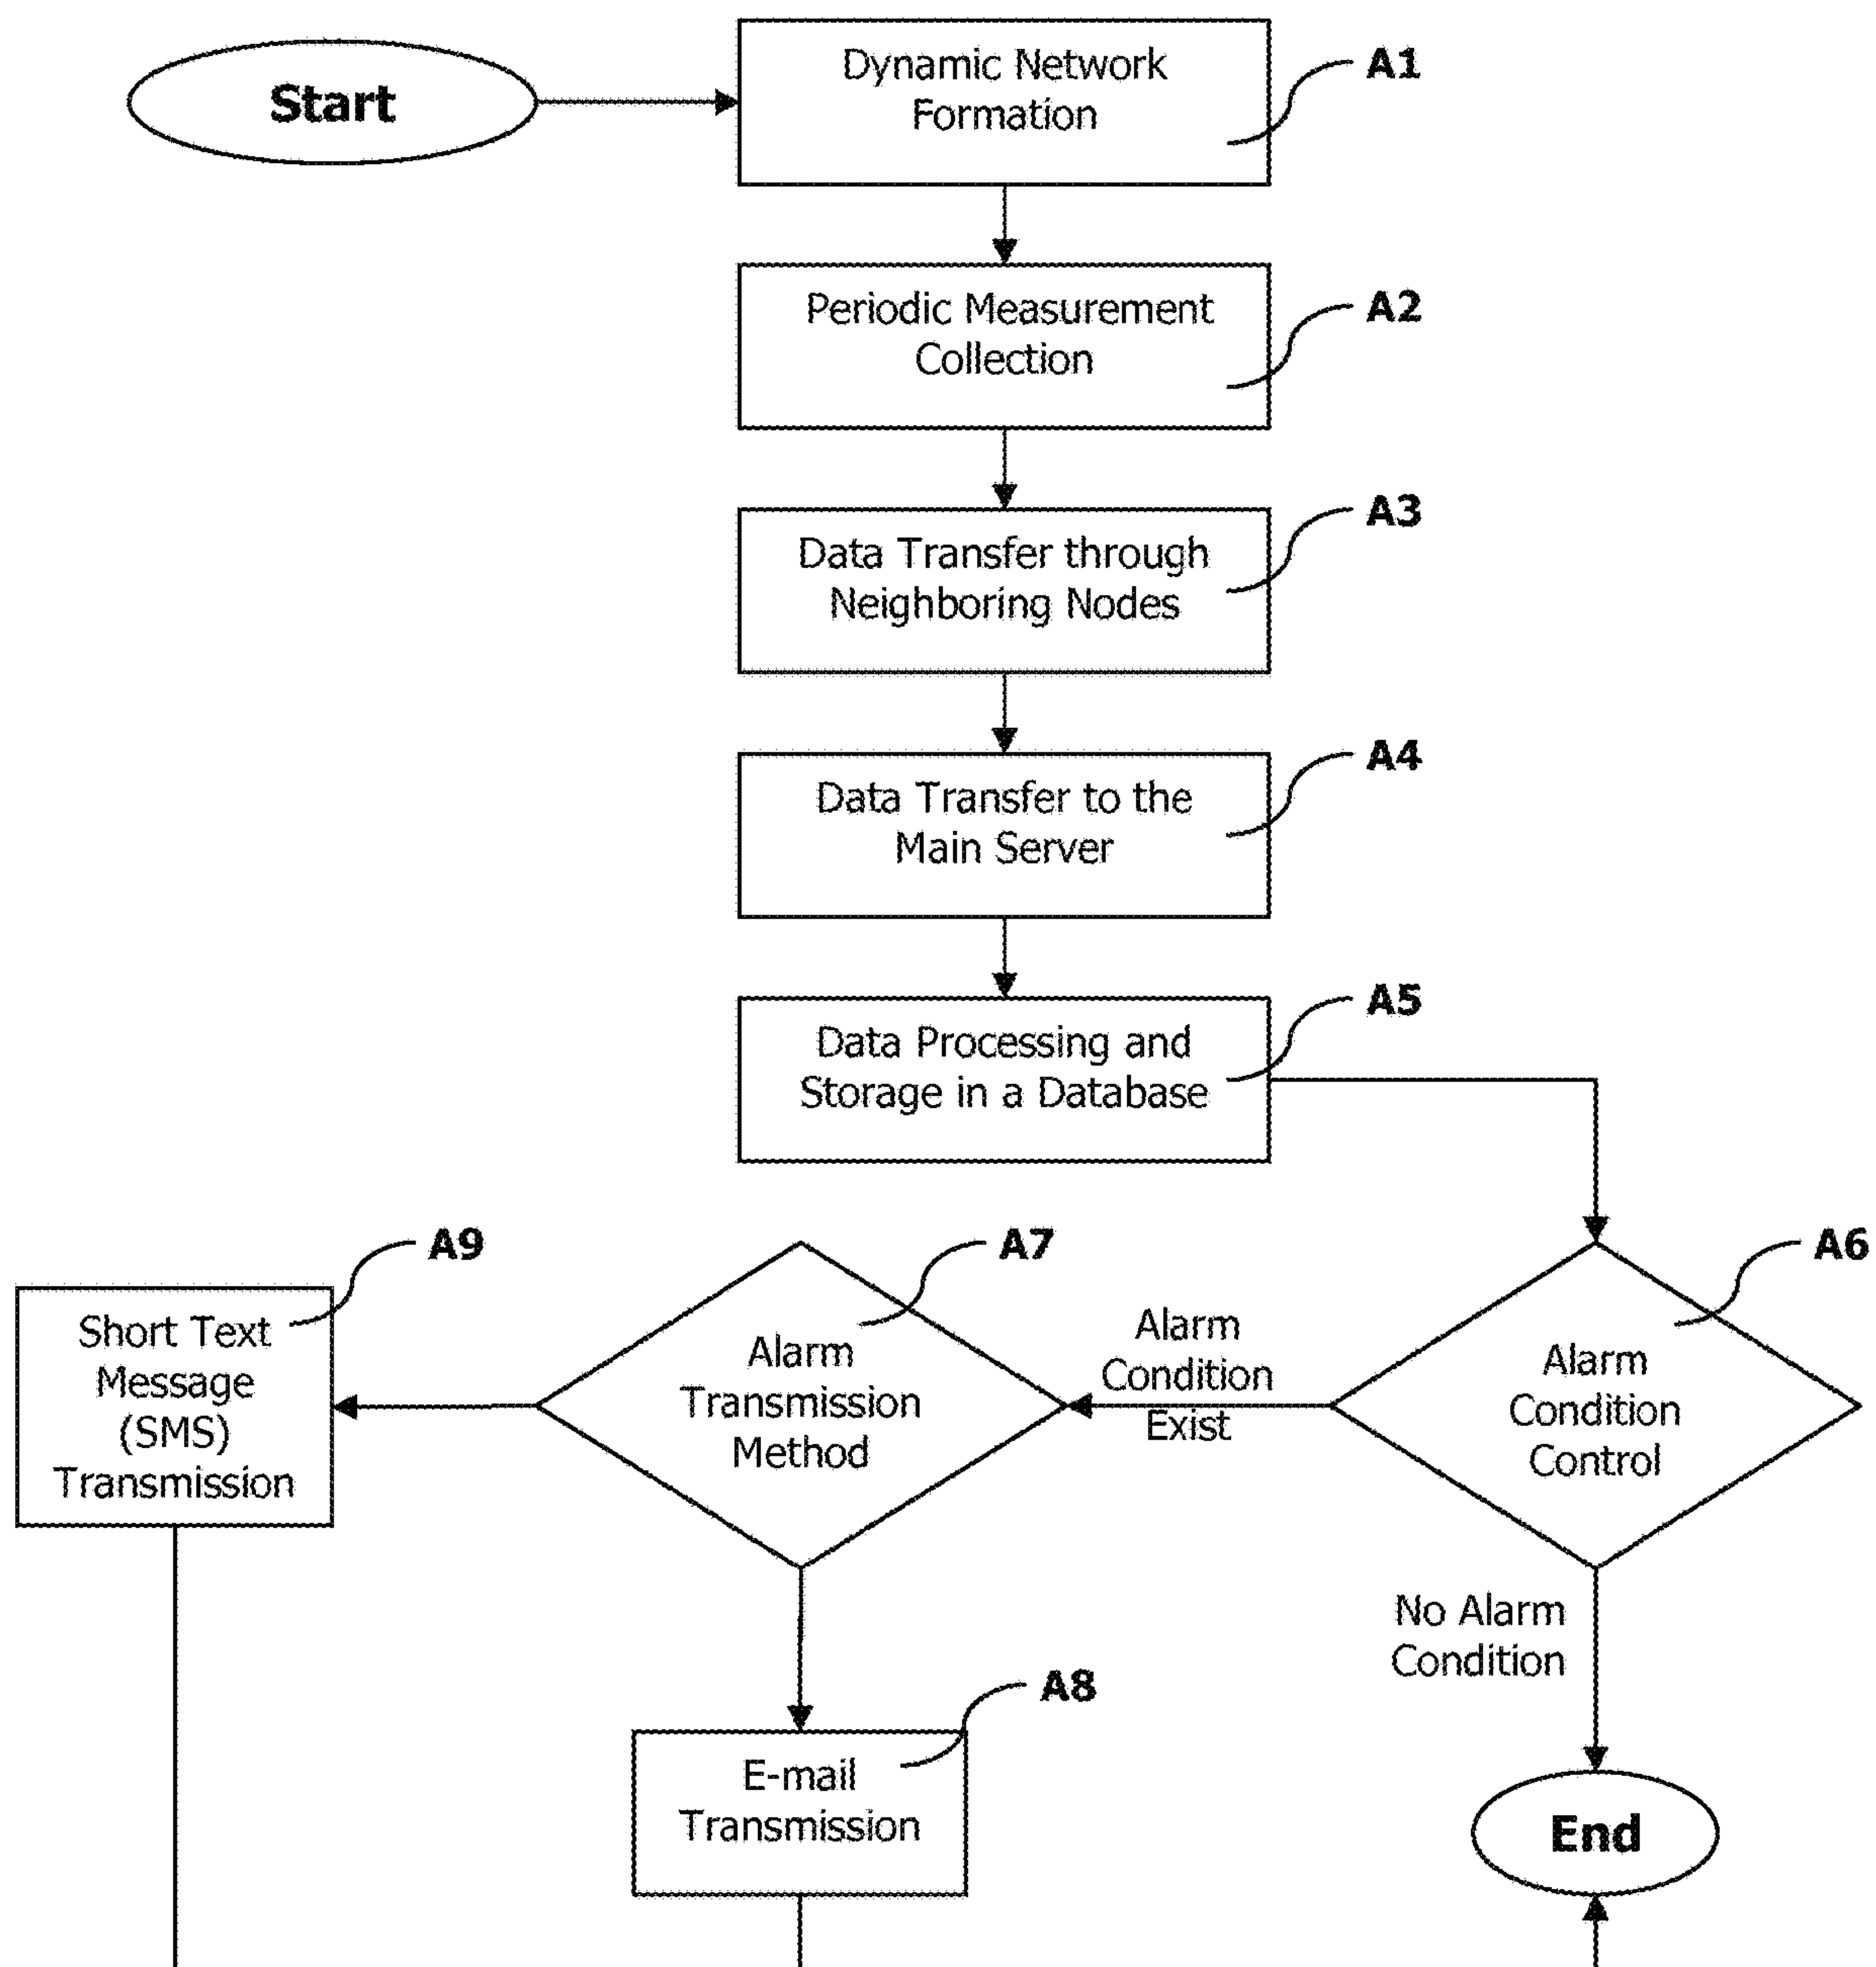 Start
Dynamic Network
Formation
A1
Periodic Measurement
Collection
A2
Data Transfer through
Neighboring Nodes
A3
Data Transfer to the
Main Server
A4
Data Processing and
Storage in a Database
A5
A9
Short Text
Message
(SMS)
Transmission
A7
Alarm
Transmission
Method
Alarm
Condition
Exist
A6
Alarm
Condition
Control
No Alarm
Condition
A8
E-mail
Transmission
End